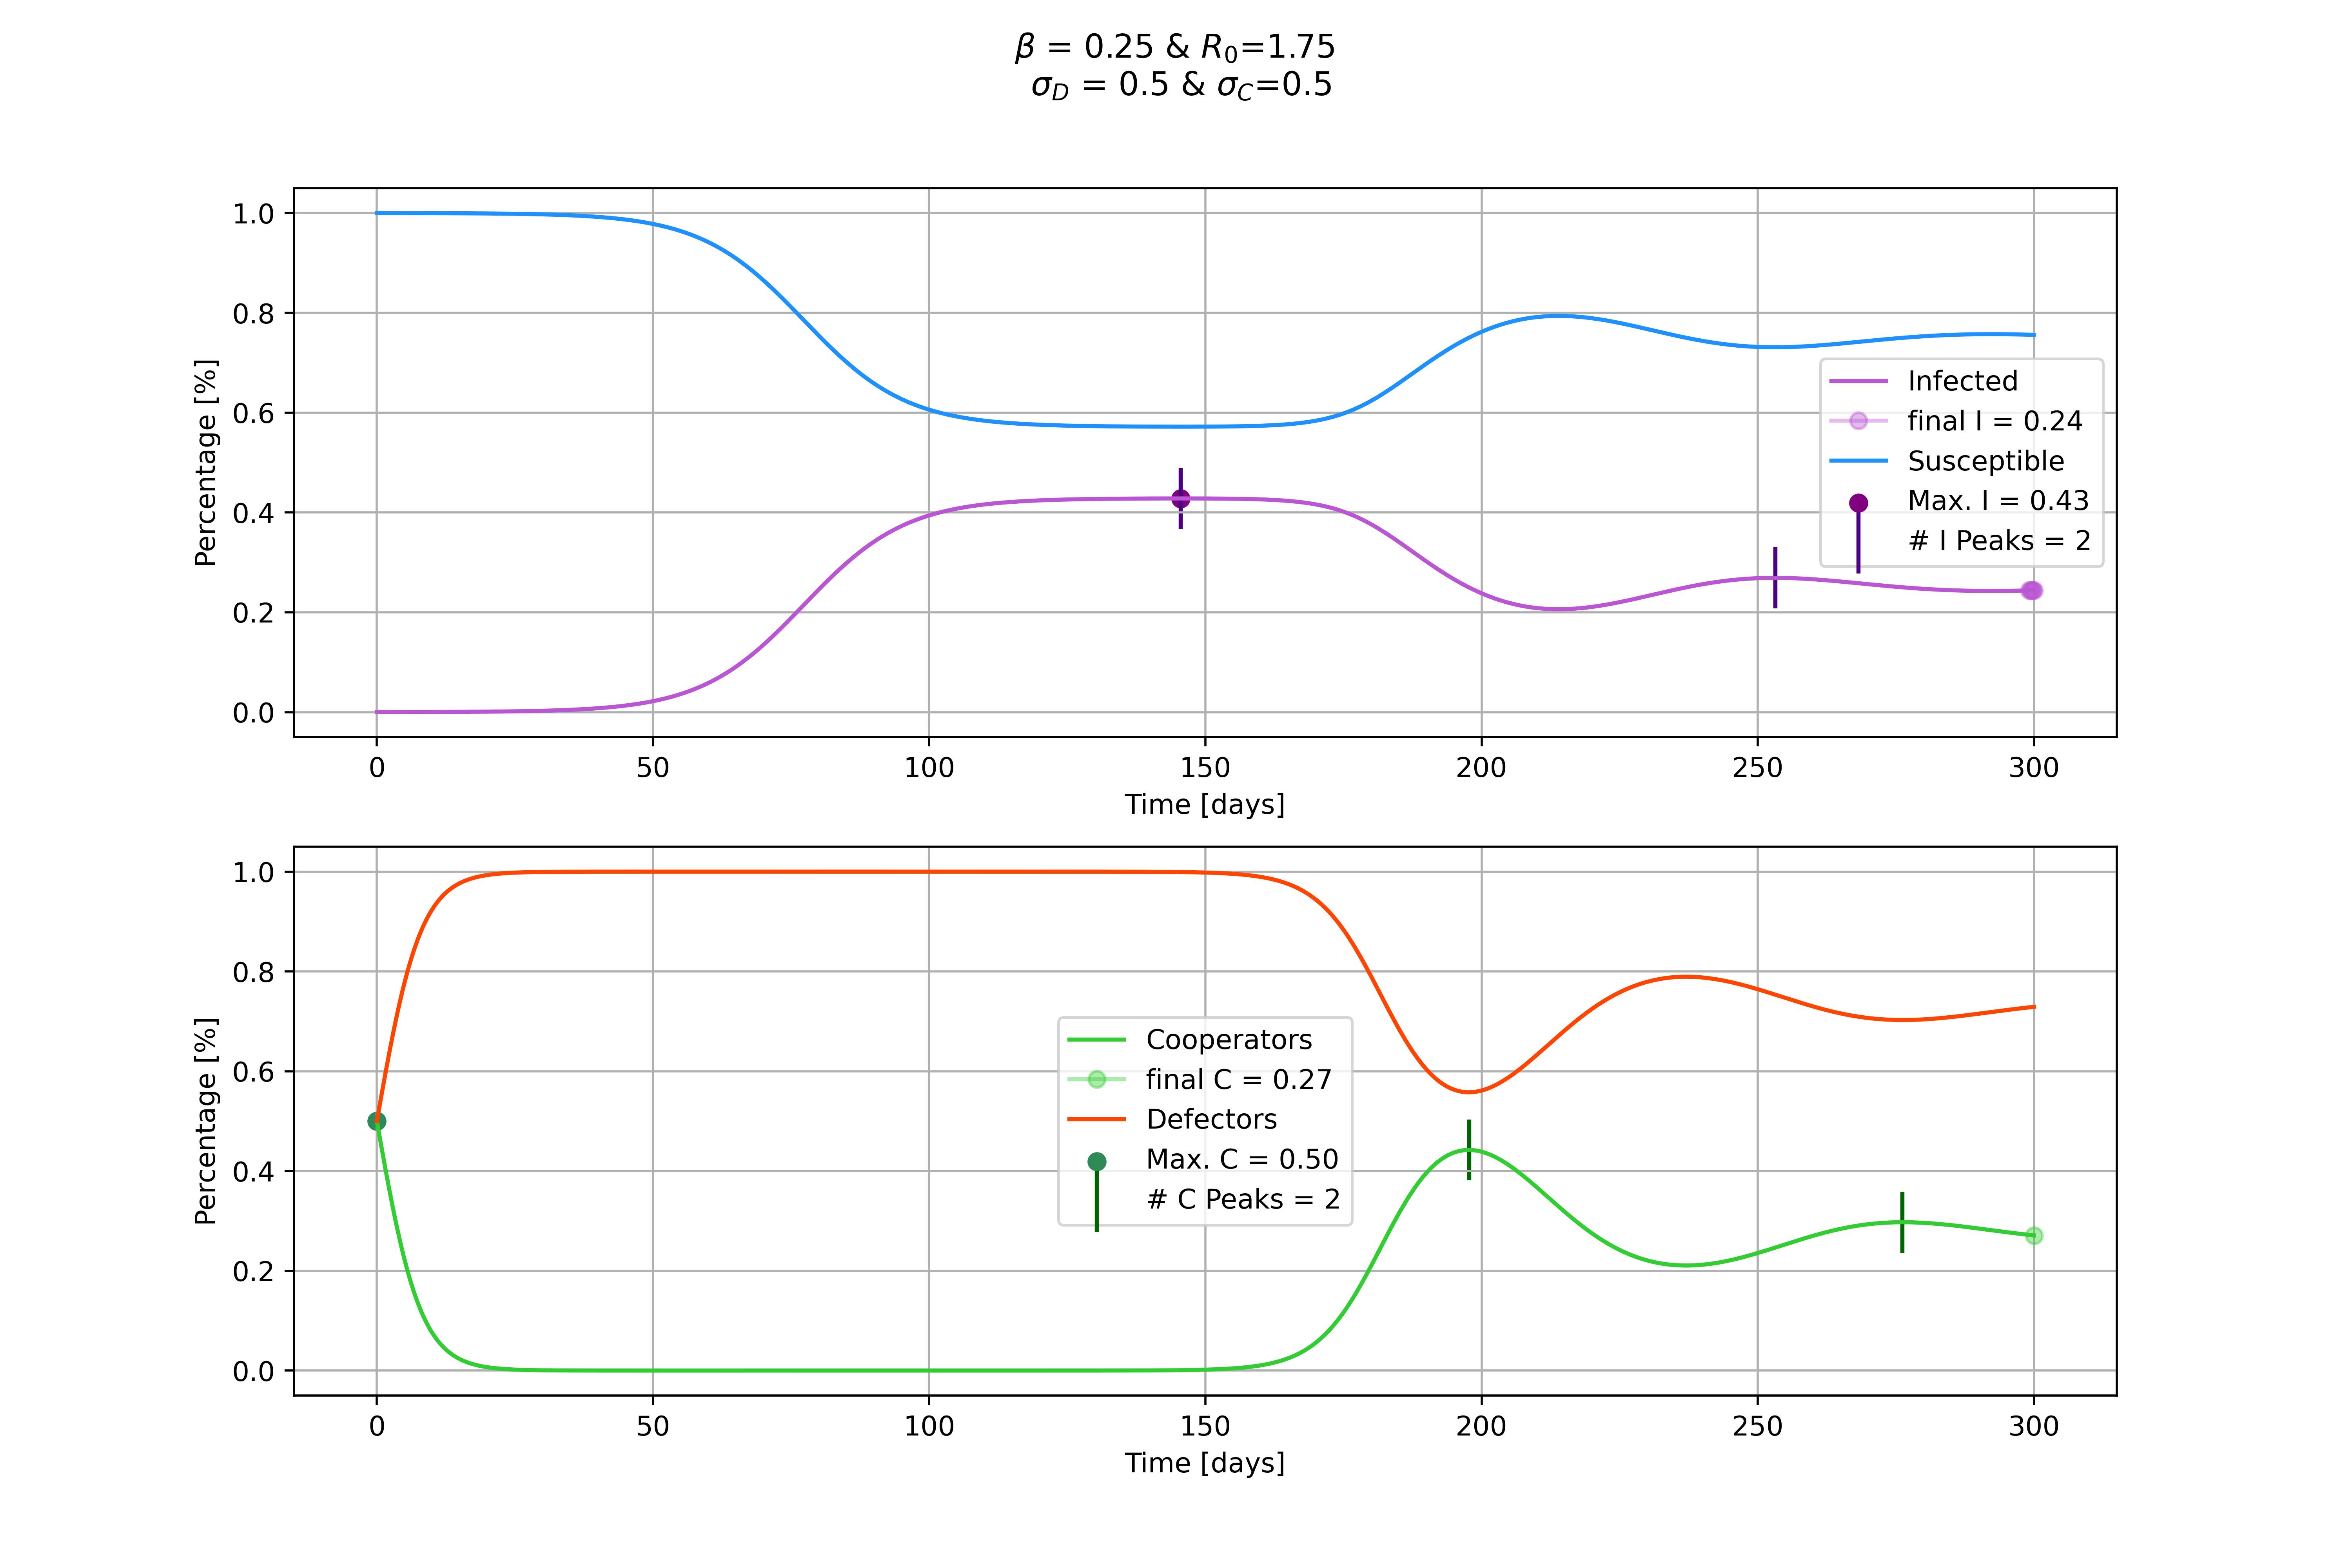 β = 0.25 & R₀=1.75
σ_D = 0.5 & σ_C=0.5
Percentage [%]
1.0
0.8
0.6
0.4
0.2
0.0
Infected
final I = 0.24
Susceptible
Max. I = 0.43
# I Peaks = 2
0 50 100 150 200 250 300
Time [days]
Percentage [%]
1.0
0.8
0.6
0.4
0.2
0.0
Cooperators
final C = 0.27
Defectors
Max. C = 0.50
# C Peaks = 2
0 50 100 150 200 250 300
Time [days]